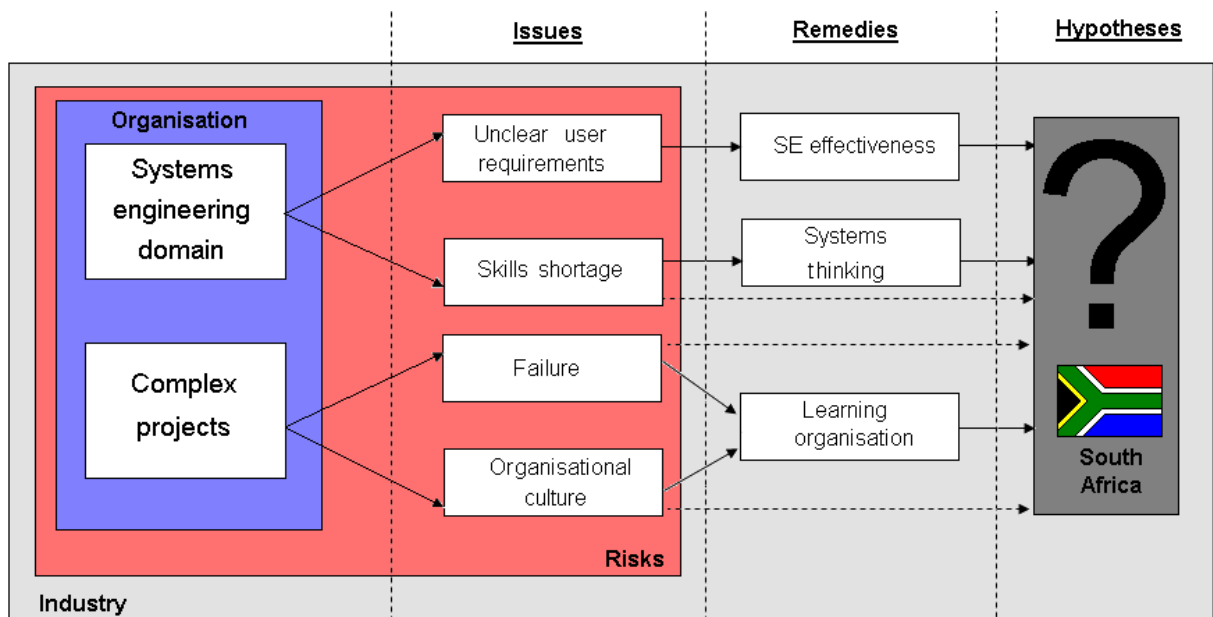 Issues
Remedies
Hypotheses
Organisation
Systems
engineering
domain
Complex
projects
Unclear user
requirements
Skills shortage
Failure
Organisational
culture
Risks
Industry
SE effectiveness
Systems
thinking
Learning
organisation
?
South
Africa